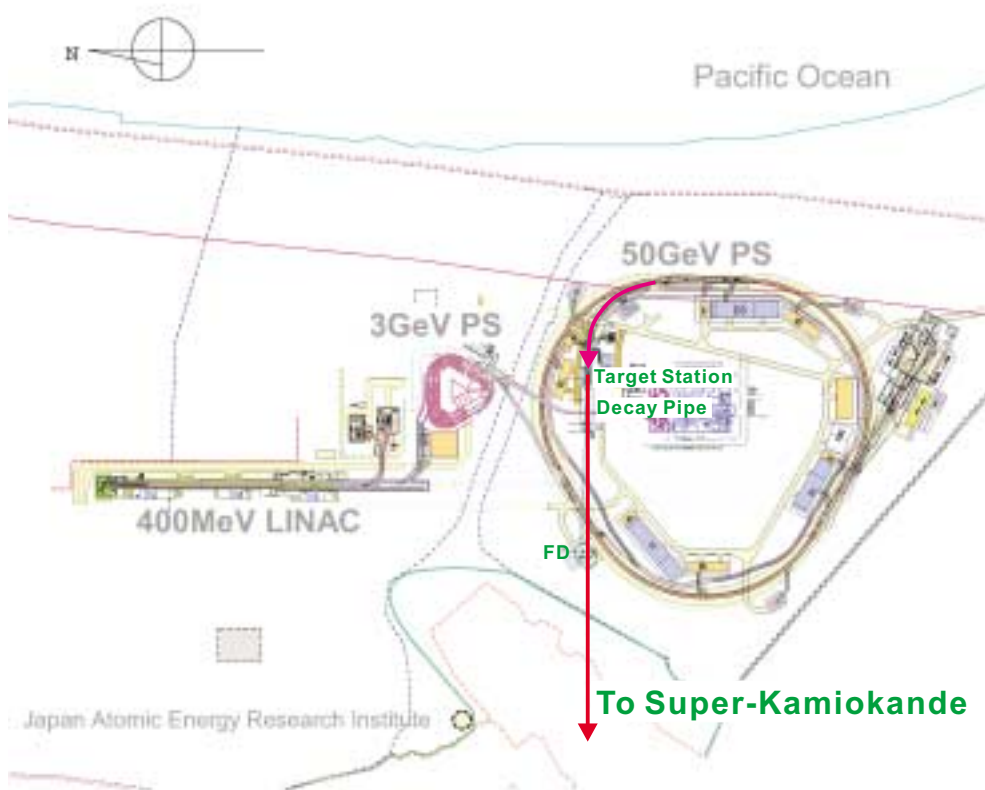 N
Pacific Ocean
50GeV PS
3GeV PS
Target Station
Decay Pipe
400MeV LINAC
FD
To Super-Kamiokande
Japan Atomic Energy Research Institute